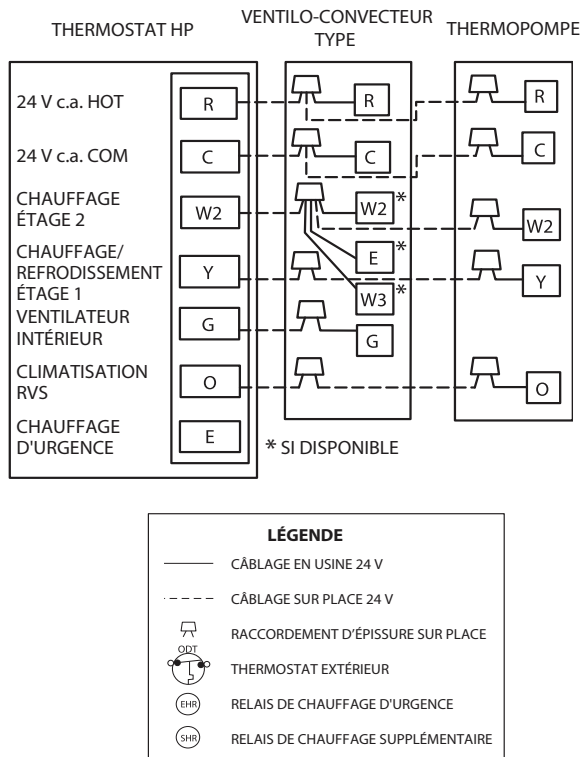 THERMOSTAT HP
VENTILO-CONVECTEUR
TYPE
THERMOPOMPE
24 V c.a. HOT
R
R
R
24 V c.a. COM
C
C
C
CHAUFFAGE
ÉTAGE 2
W2
W2 *
W2
E *
CHAUFFAGE/
REFRODISSEMENT
ÉTAGE 1
Y
Y
W3 *
VENTILATEUR
INTÉRIEUR
G
G
CLIMATISATION
RVS
O
O
CHAUFFAGE
D'URGENCE
E
* SI DISPONIBLE
LÉGENDE
CÂBLAGE EN USINE 24 V
CÂBLAGE SUR PLACE 24 V
RACCORDEMENT D'ÉPISSURE SUR PLACE
ODT
THERMOSTAT EXTÉRIEUR
EHR
RELAIS DE CHAUFFAGE D'URGENCE
SHR
RELAIS DE CHAUFFAGE SUPPLÉMENTAIRE